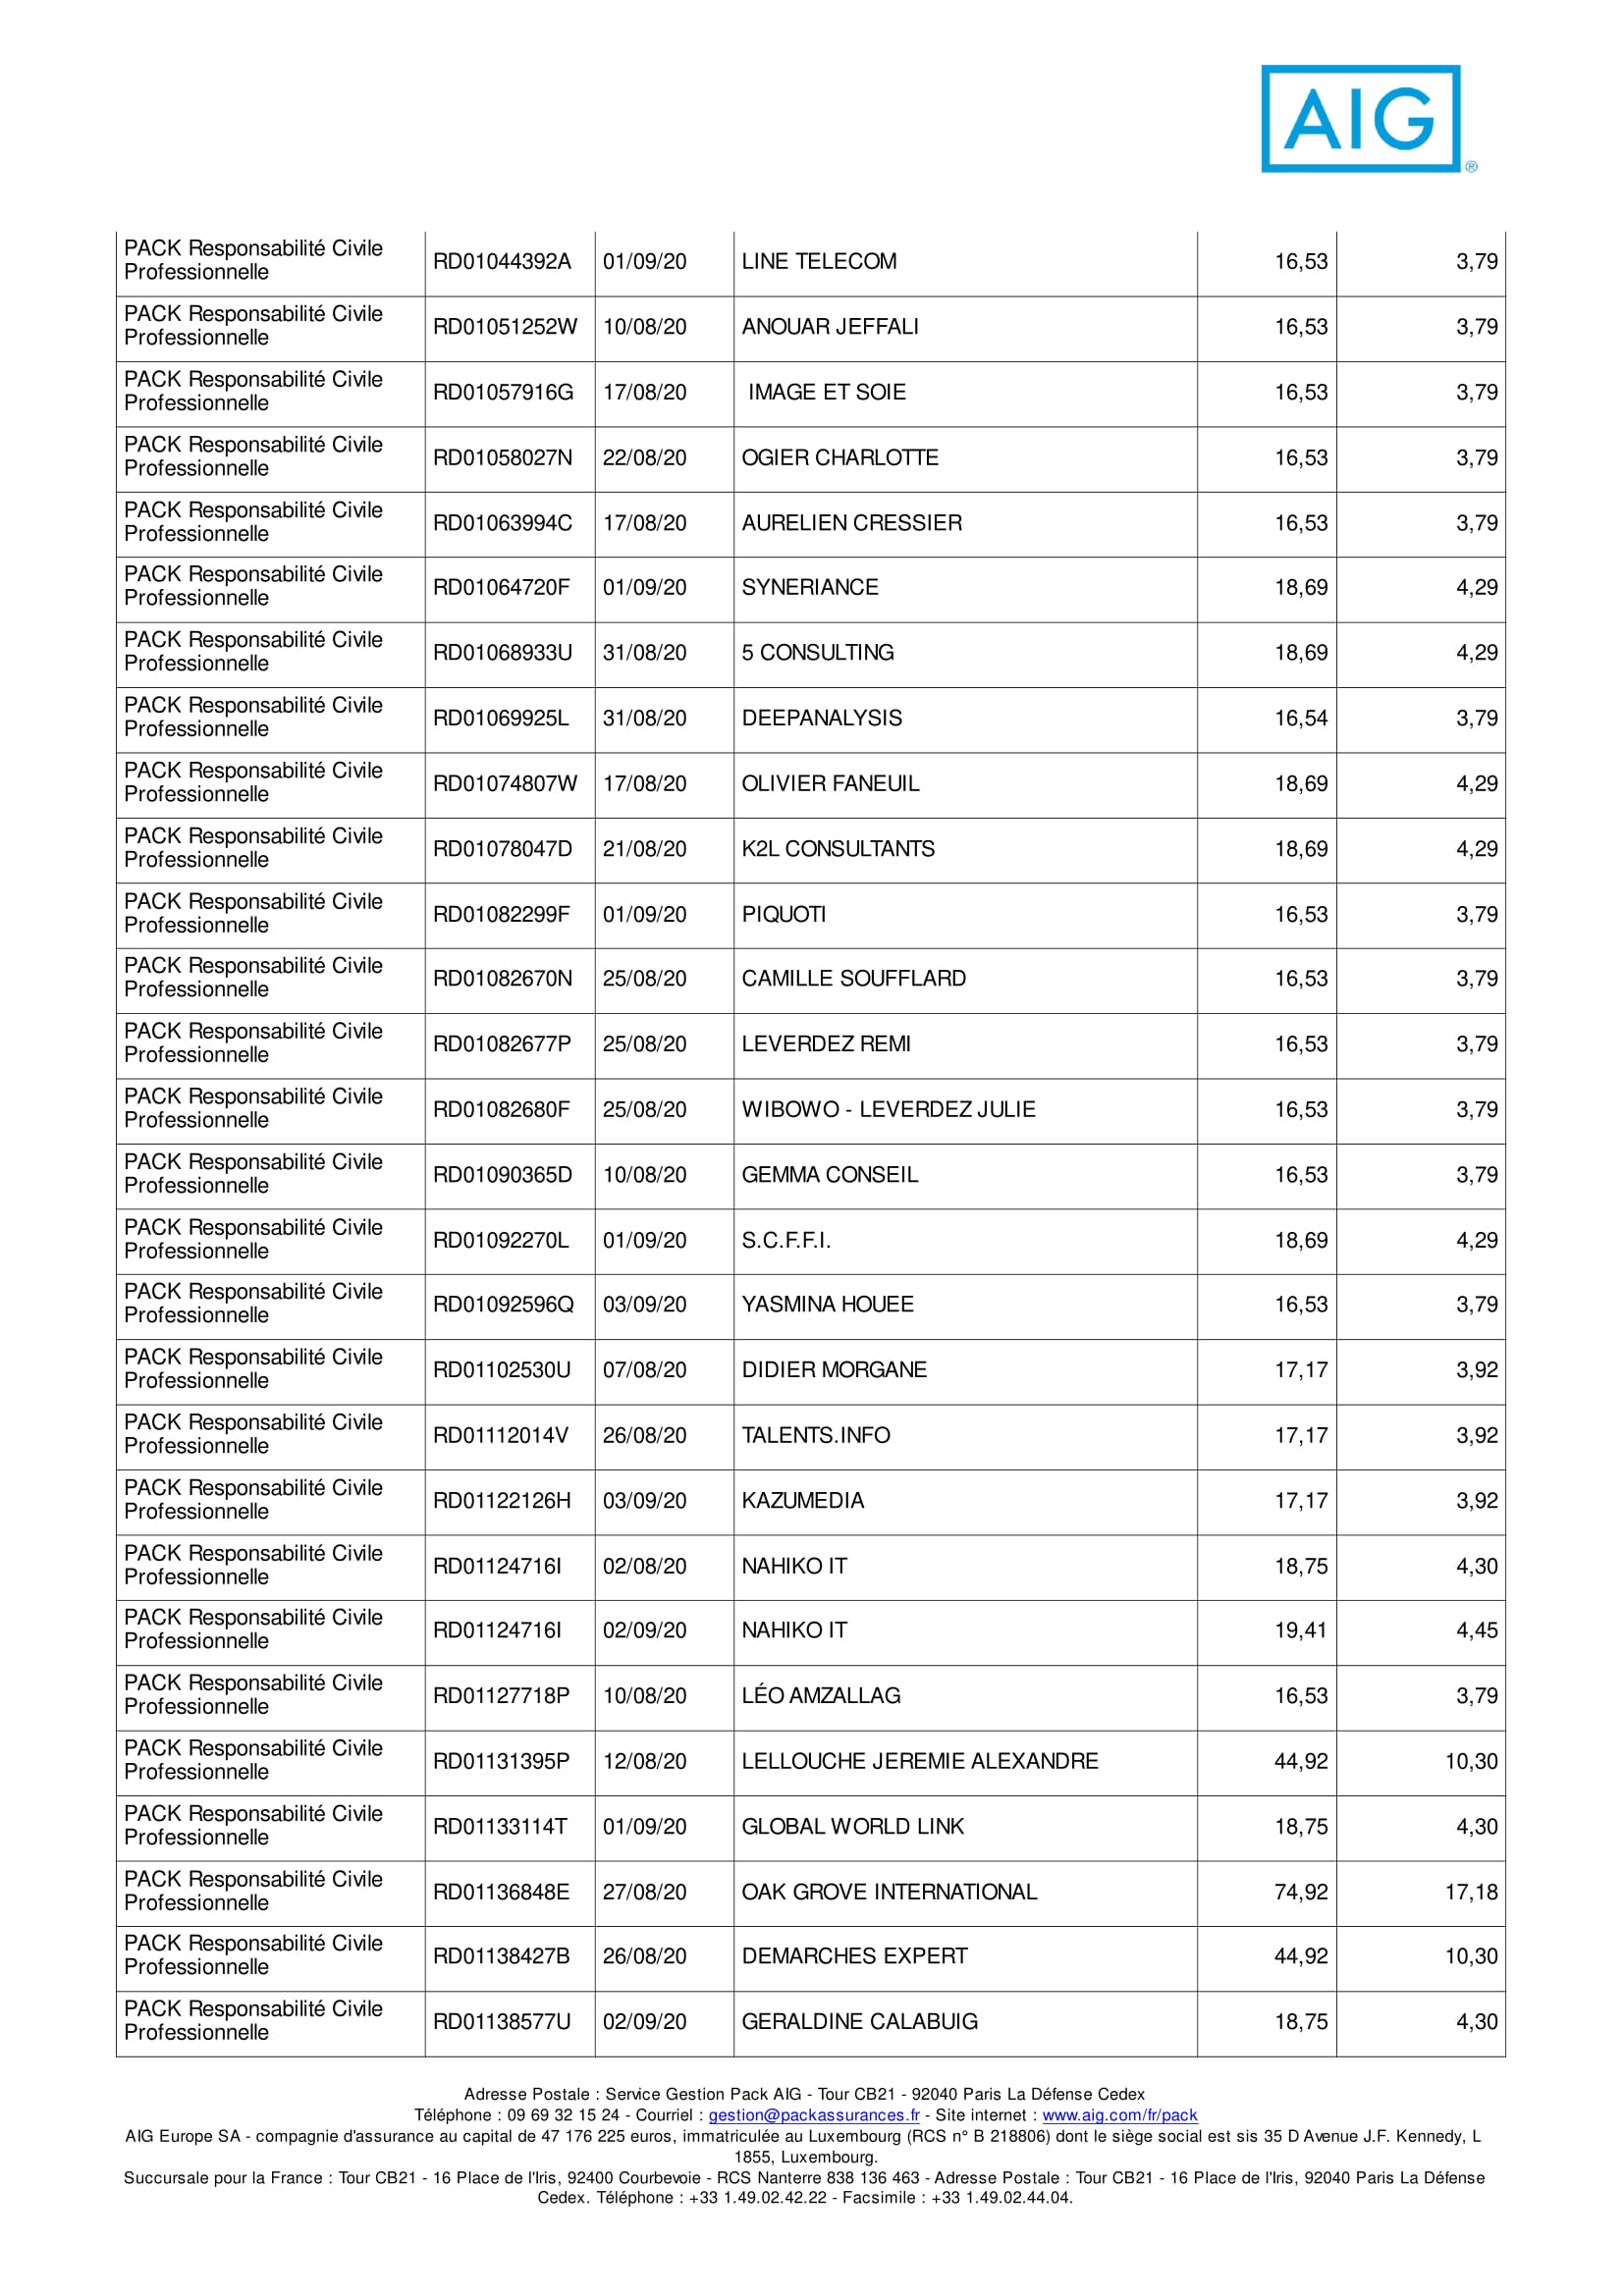 AIG
®
PACK Responsabilité Civile
Professionnelle
RD01044392A 01/09/20 LINE TELECOM 16,53 3,79
PACK Responsabilité Civile
Professionnelle
RD01051252W 10/08/20 ANOUAR JEFFALI 16,53 3,79
PACK Responsabilité Civile
Professionnelle
RD01057916G 17/08/20 IMAGE ET SOIE 16,53 3,79
PACK Responsabilité Civile
Professionnelle
RD01058027N 22/08/20 OGIER CHARLOTTE 16,53 3,79
PACK Responsabilité Civile
Professionnelle
RD01063994C 17/08/20 AURELIEN CRESSIER 16,53 3,79
PACK Responsabilité Civile
Professionnelle
RD01064720F 01/09/20 SYNERIANCE 18,69 4,29
PACK Responsabilité Civile
Professionnelle
RD01068933U 31/08/20 5 CONSULTING 18,69 4,29
PACK Responsabilité Civile
Professionnelle
RD01069925L 31/08/20 DEEPANALYSIS 16,54 3,79
PACK Responsabilité Civile
Professionnelle
RD01074807W 17/08/20 OLIVIER FANEUIL 18,69 4,29
PACK Responsabilité Civile
Professionnelle
RD01078047D 21/08/20 K2L CONSULTANTS 18,69 4,29
PACK Responsabilité Civile
Professionnelle
RD01082299F 01/09/20 PIQUOTI 16,53 3,79
PACK Responsabilité Civile
Professionnelle
RD01082670N 25/08/20 CAMILLE SOUFFLARD 16,53 3,79
PACK Responsabilité Civile
Professionnelle
RD01082677P 25/08/20 LEVERDEZ REMI 16,53 3,79
PACK Responsabilité Civile
Professionnelle
RD01082680F 25/08/20 WIBOWO - LEVERDEZ JULIE 16,53 3,79
PACK Responsabilité Civile
Professionnelle
RD01090365D 10/08/20 GEMMA CONSEIL 16,53 3,79
PACK Responsabilité Civile
Professionnelle
RD01092270L 01/09/20 S.C.F.F.I. 18,69 4,29
PACK Responsabilité Civile
Professionnelle
RD01092596Q 03/09/20 YASMINA HOUEE 16,53 3,79
PACK Responsabilité Civile
Professionnelle
RD01102530U 07/08/20 DIDIER MORGANE 17,17 3,92
PACK Responsabilité Civile
Professionnelle
RD01112014V 26/08/20 TALENTS.INFO 17,17 3,92
PACK Responsabilité Civile
Professionnelle
RD01122126H 03/09/20 KAZUMEDIA 17,17 3,92
PACK Responsabilité Civile
Professionnelle
RD01124716I 02/08/20 NAHIKO IT 18,75 4,30
PACK Responsabilité Civile
Professionnelle
RD01124716I 02/09/20 NAHIKO IT 19,41 4,45
PACK Responsabilité Civile
Professionnelle
RD01127718P 10/08/20 LÉO AMZALLAG 16,53 3,79
PACK Responsabilité Civile
Professionnelle
RD01131395P 12/08/20 LELLOUCHE JEREMIE ALEXANDRE 44,92 10,30
PACK Responsabilité Civile
Professionnelle
RD01133114T 01/09/20 GLOBAL WORLD LINK 18,75 4,30
PACK Responsabilité Civile
Professionnelle
RD01136848E 27/08/20 OAK GROVE INTERNATIONAL 74,92 17,18
PACK Responsabilité Civile
Professionnelle
RD01138427B 26/08/20 DEMARCHES EXPERT 44,92 10,30
PACK Responsabilité Civile
Professionnelle
RD01138577U 02/09/20 GERALDINE CALABUIG 18,75 4,30
Adresse Postale : Service Gestion Pack AIG - Tour CB21 - 92040 Paris La Défense Cedex
Téléphone : 09 69 32 15 24 - Courriel : gestion@packassurances.fr - Site internet : www.aig.com/fr/pack
AIG Europe SA - compagnie d'assurance au capital de 47 176 225 euros, immatriculée au Luxembourg (RCS n° B 218806) dont le siège social est sis 35 D Avenue J.F. Kennedy, L
1855, Luxembourg.
Succursale pour la France : Tour CB21 - 16 Place de l'Iris, 92400 Courbevoie - RCS Nanterre 838 136 463 - Adresse Postale : Tour CB21 - 16 Place de l'Iris, 92040 Paris La Défense
Cedex. Téléphone : +33 1.49.02.42.22 - Facsimile : +33 1.49.02.44.04.